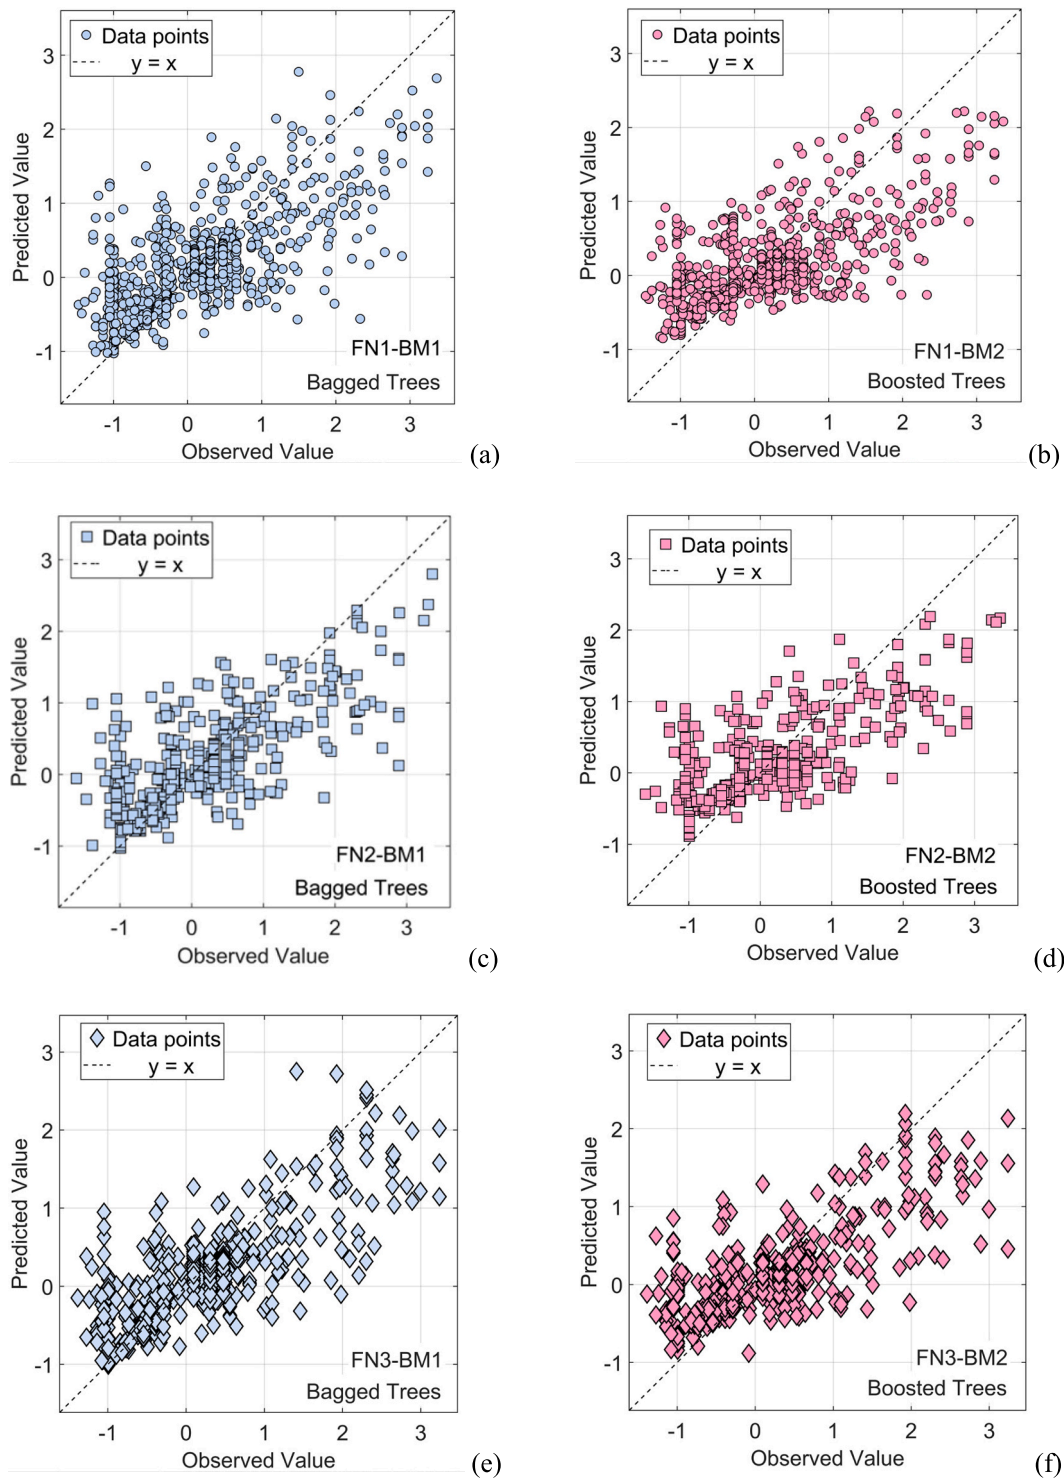 Data points
y = x
3
2
1
0
-1
Predicted Value
FN1-BM1
Bagged Trees
-1 0 1 2 3
Observed Value
(a)
Data points
y = x
3
2
1
0
-1
Predicted Value
FN1-BM2
Boosted Trees
-1 0 1 2 3
Observed Value
(b)
Data points
y = x
3
2
1
0
-1
Predicted Value
FN2-BM1
Bagged Trees
-1 0 1 2 3
Observed Value
(c)
Data points
y = x
3
2
1
0
-1
Predicted Value
FN2-BM2
Boosted Trees
-1 0 1 2 3
Observed Value
(d)
Data points
y = x
3
2
1
0
-1
Predicted Value
FN3-BM1
Bagged Trees
-1 0 1 2 3
Observed Value
(e)
Data points
y = x
3
2
1
0
-1
Predicted Value
FN3-BM2
Boosted Trees
-1 0 1 2 3
Observed Value
(f)